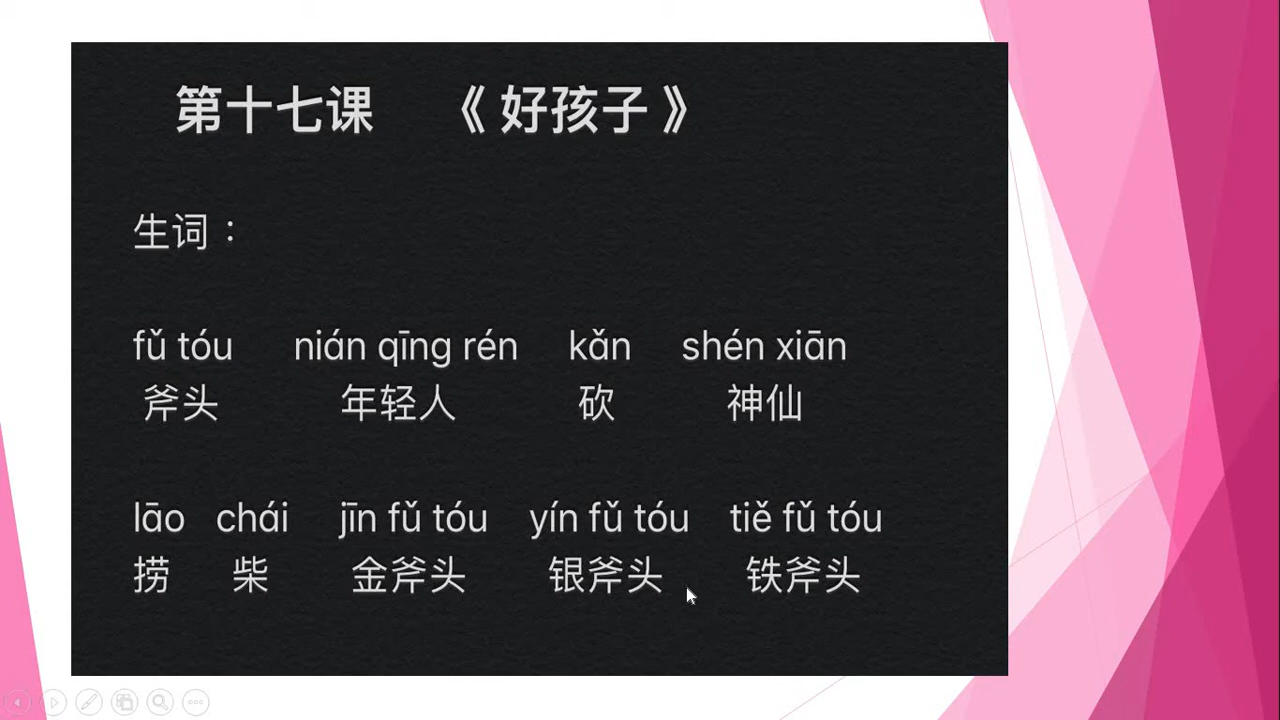 第十七课 《 好孩子 》
生词：
fǔ tóu nián qīng rén kǎn shén xiān
斧头 年轻人 砍 神仙
lāo chái jīn fǔ tóu yín fǔ tóu tiě fǔ tóu
捞 柴 金斧头 银斧头 铁斧头